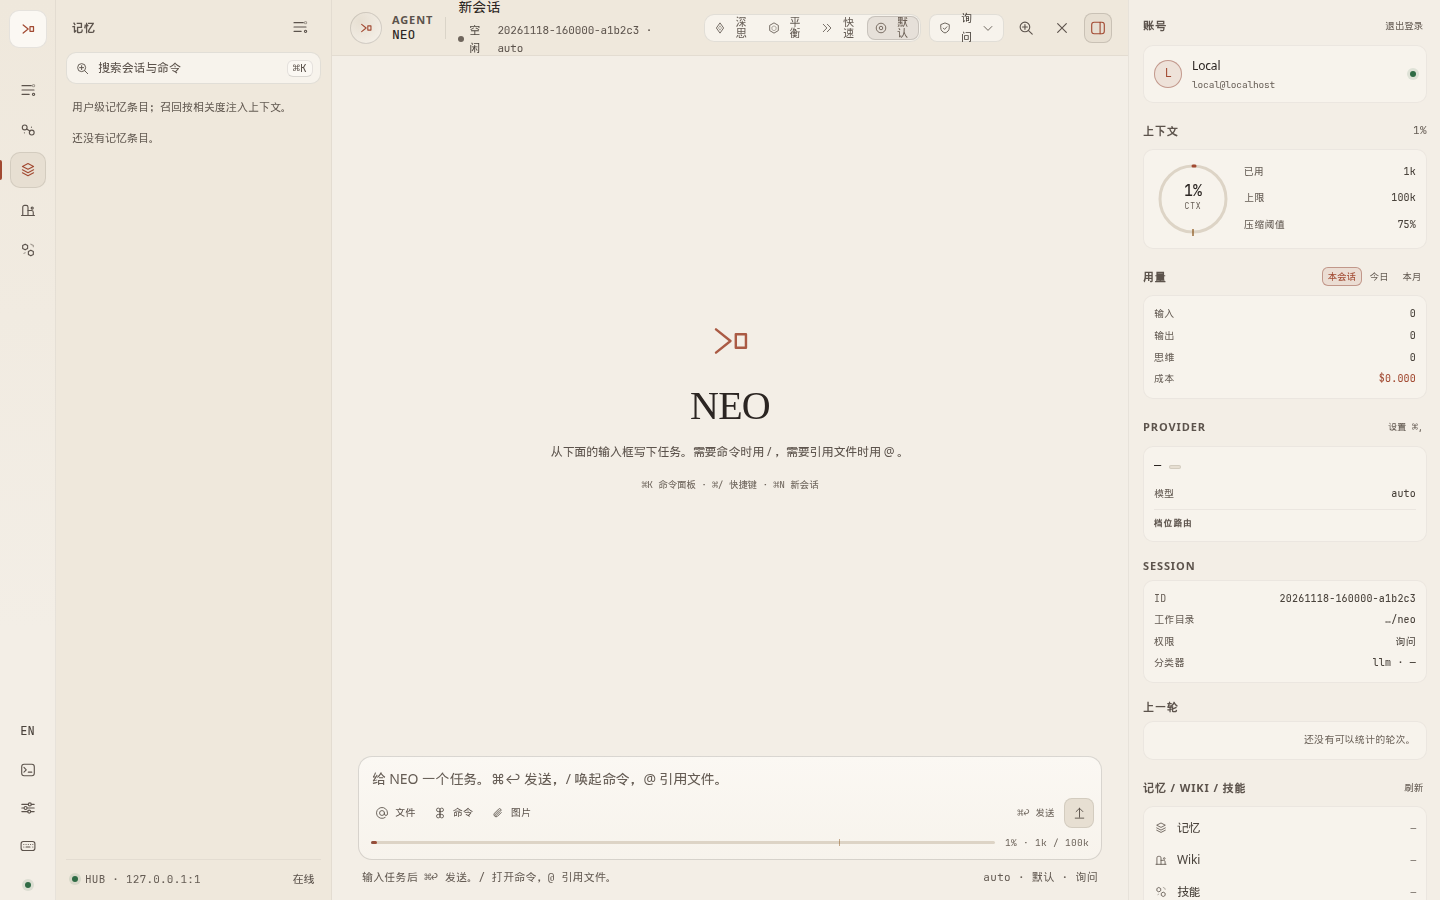 记忆
搜索会话与命令
⌘K
用户级记忆条目；召回按相关度注入上下文。
还没有记忆条目。
EN
HUB · 127.0.0.1:1
在线
AGENT
NEO
新会话
空闲
20261118-160000-a1b2c3 ·
auto
深思
平衡
快速
默认
询问
NEO
从下面的输入框写下任务。需要命令时用 /，需要引用文件时用 @ 。
⌘K 命令面板 · ⌘/ 快捷键 · ⌘N 新会话
给 NEO 一个任务。⌘↩ 发送，/ 唤起命令，@ 引用文件。
文件
命令
图片
⌘↩ 发送
1% · 1k / 100k
输入任务后 ⌘↩ 发送。/ 打开命令，@ 引用文件。
auto · 默认 · 询问
账号
退出登录
L
Local
local@localhost
上下文
1%
1%
CTX
已用
1k
上限
100k
压缩阈值
75%
用量
本会话
今日
本月
输入
0
输出
0
思维
0
成本
$0.000
PROVIDER
设置 ⌘,
—
模型
auto
档位路由
SESSION
ID
20261118-160000-a1b2c3
工作目录
…/neo
权限
询问
分类器
llm · —
上一轮
还没有可以统计的轮次。
记忆 / WIKI / 技能
刷新
记忆
—
Wiki
—
技能
—